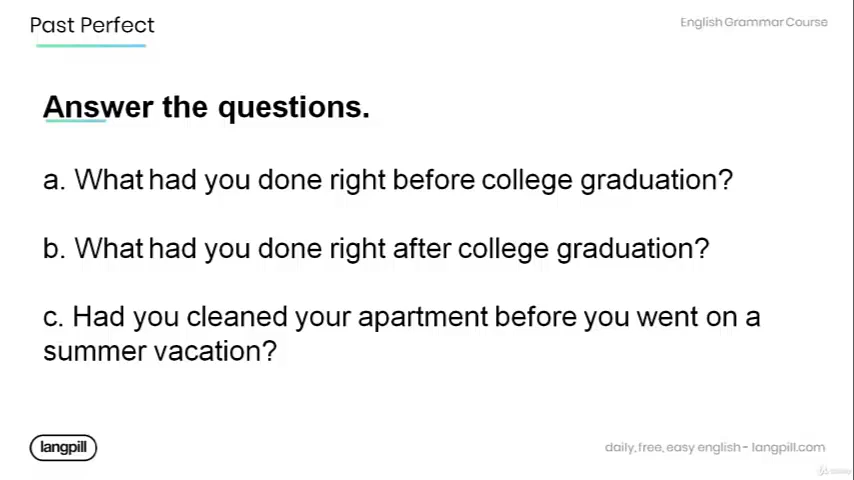 Past Perfect
English Grammar Course
Answer the questions.
a. What had you done right before college graduation?
b. What had you done right after college graduation?
c. Had you cleaned your apartment before you went on a
summer vacation?
langpill
daily, free, easy english - langpill.com